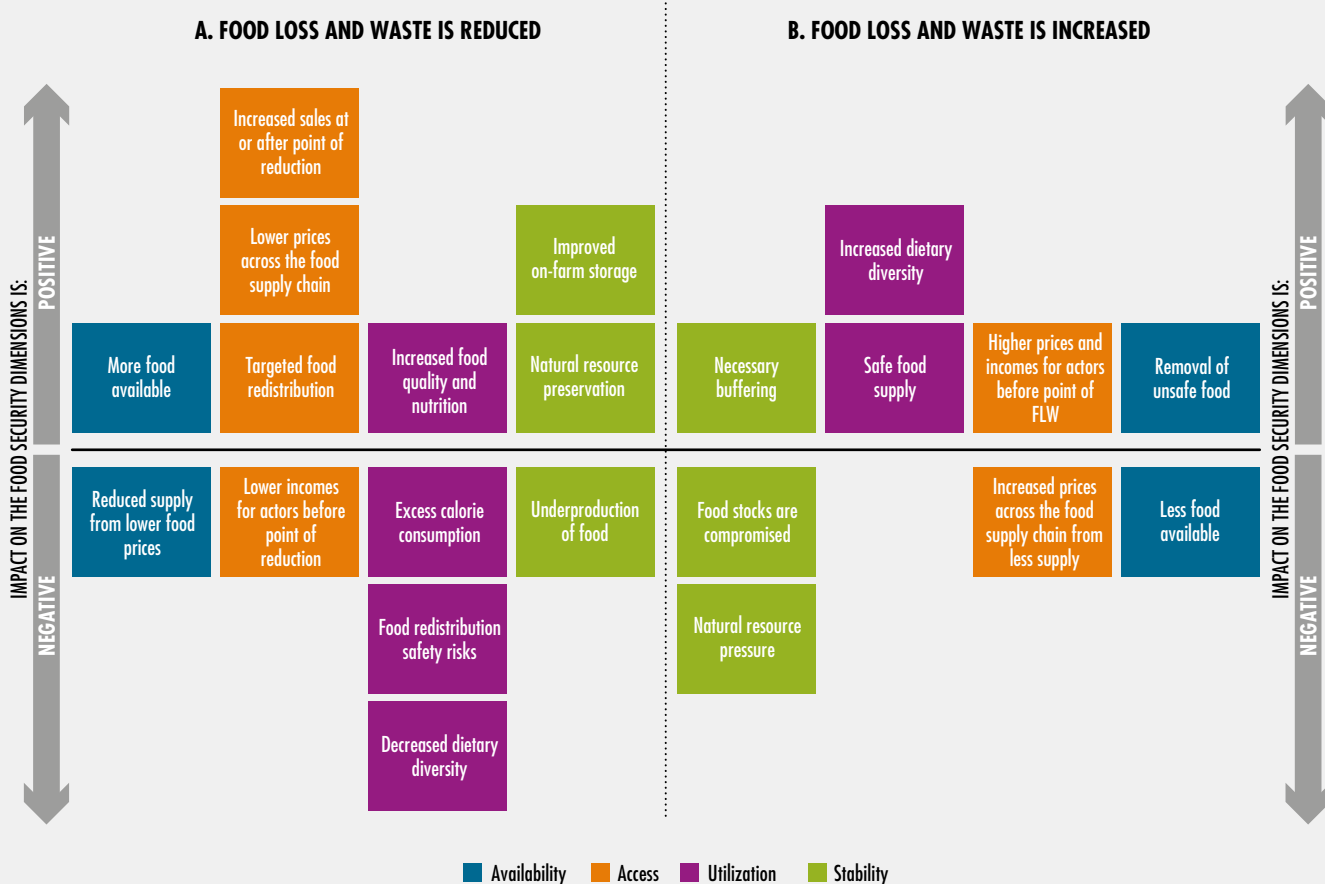 A. FOOD LOSS AND WASTE IS REDUCED
B. FOOD LOSS AND WASTE IS INCREASED
IMPACT ON THE FOOD SECURITY DIMENSIONS IS:
POSITIVE
NEGATIVE
Increased sales at
or after point of
reduction
Lower prices
across the food
supply chain
Improved
on-farm storage
More food
available
Targeted food
redistribution
Increased food
quality and
nutrition
Natural resource
preservation
Reduced supply
from lower food
prices
Lower incomes
for actors before
point of
reduction
Excess calorie
consumption
Underproduction
of food
Food redistribution
safety risks
Decreased dietary
diversity
Increased dietary
diversity
Necessary
buffering
Safe food
supply
Higher prices and
incomes for actors
before point of
FLW
Removal of
unsafe food
Food stocks are
compromised
Increased prices
across the food
supply chain from
less supply
Less food
available
Natural resource
pressure
IMPACT ON THE FOOD SECURITY DIMENSIONS IS:
POSITIVE
NEGATIVE
Availability
Access
Utilization
Stability